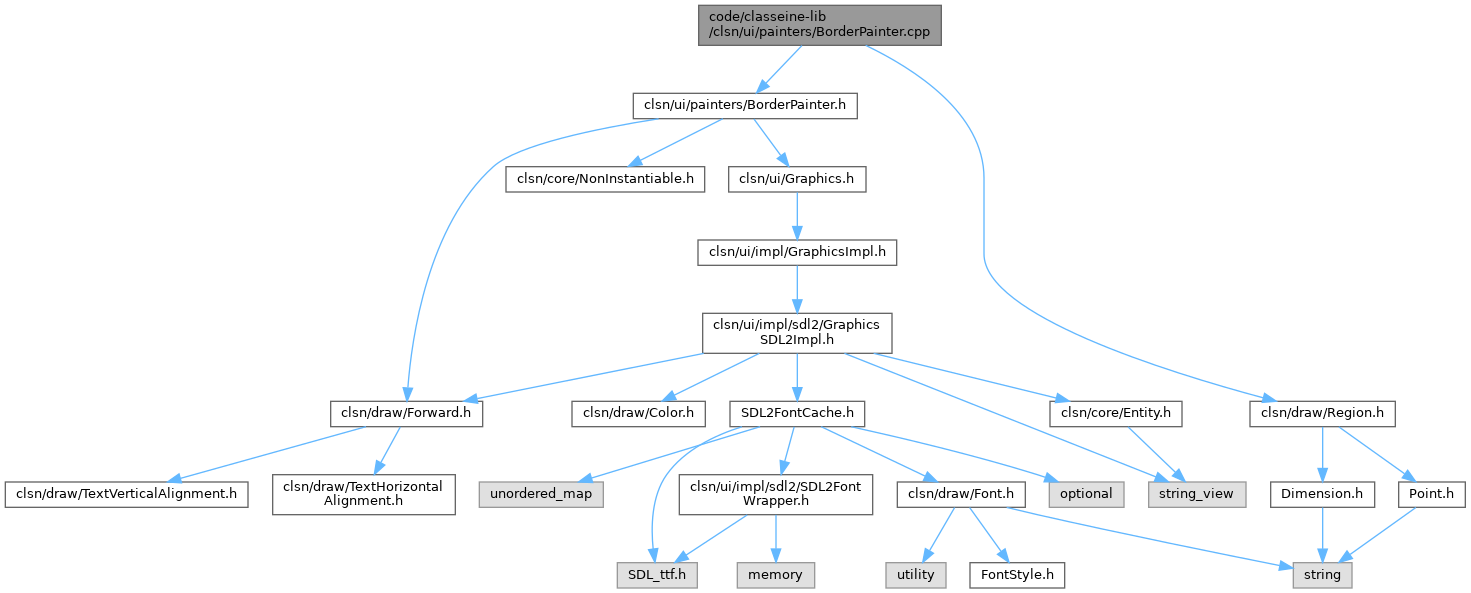 code/classeine-lib
/clsn/ui/painters/BorderPainter.cpp
clsn/ui/painters/BorderPainter.h
clsn/core/NonInstantiable.h
clsn/ui/Graphics.h
clsn/ui/impl/GraphicsImpl.h
clsn/ui/impl/sdl2/Graphics
SDL2Impl.h
clsn/draw/Forward.h
clsn/draw/Color.h
SDL2FontCache.h
clsn/core/Entity.h
clsn/draw/Region.h
clsn/draw/TextVerticalAlignment.h
clsn/draw/TextHorizontal
Alignment.h
unordered_map
clsn/ui/impl/sdl2/SDL2Font
Wrapper.h
clsn/draw/Font.h
optional
string_view
Dimension.h
Point.h
SDL_ttf.h
memory
utility
FontStyle.h
string